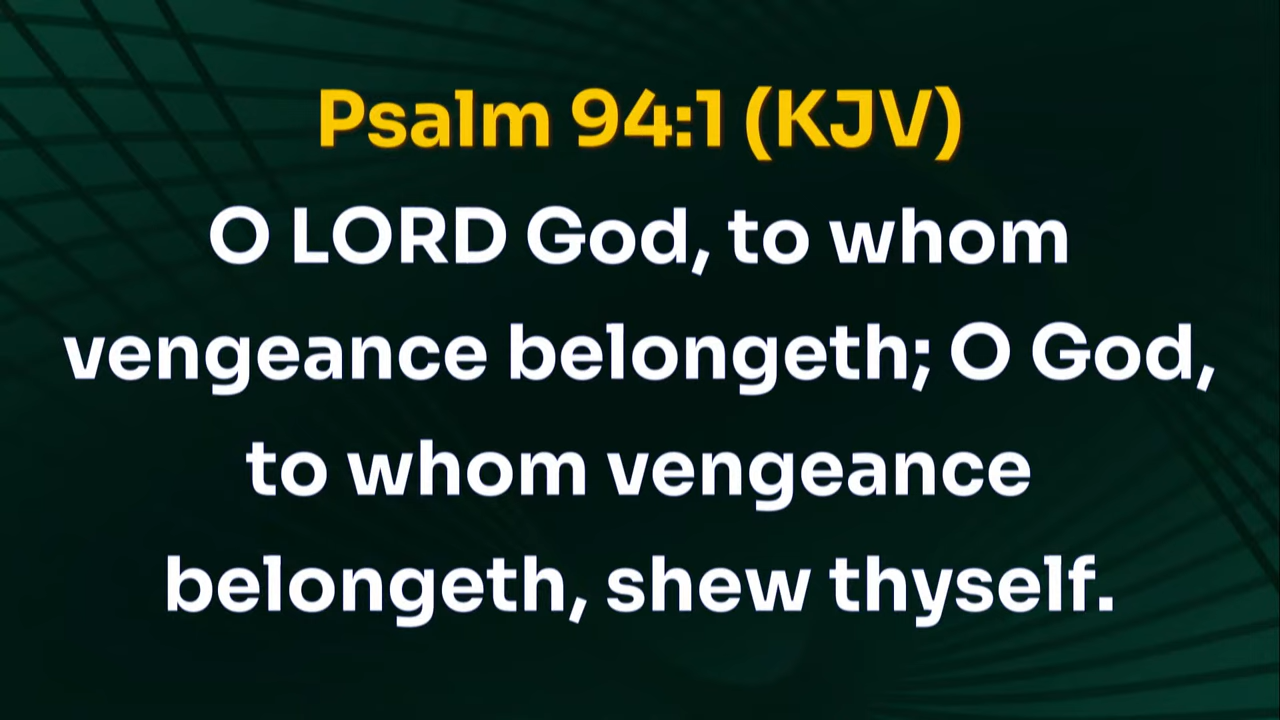 Psalm 94:1 (KJV)
O LORD God, to whom
vengeance belongeth; O God,
to whom vengeance
belongeth, shew thyself.